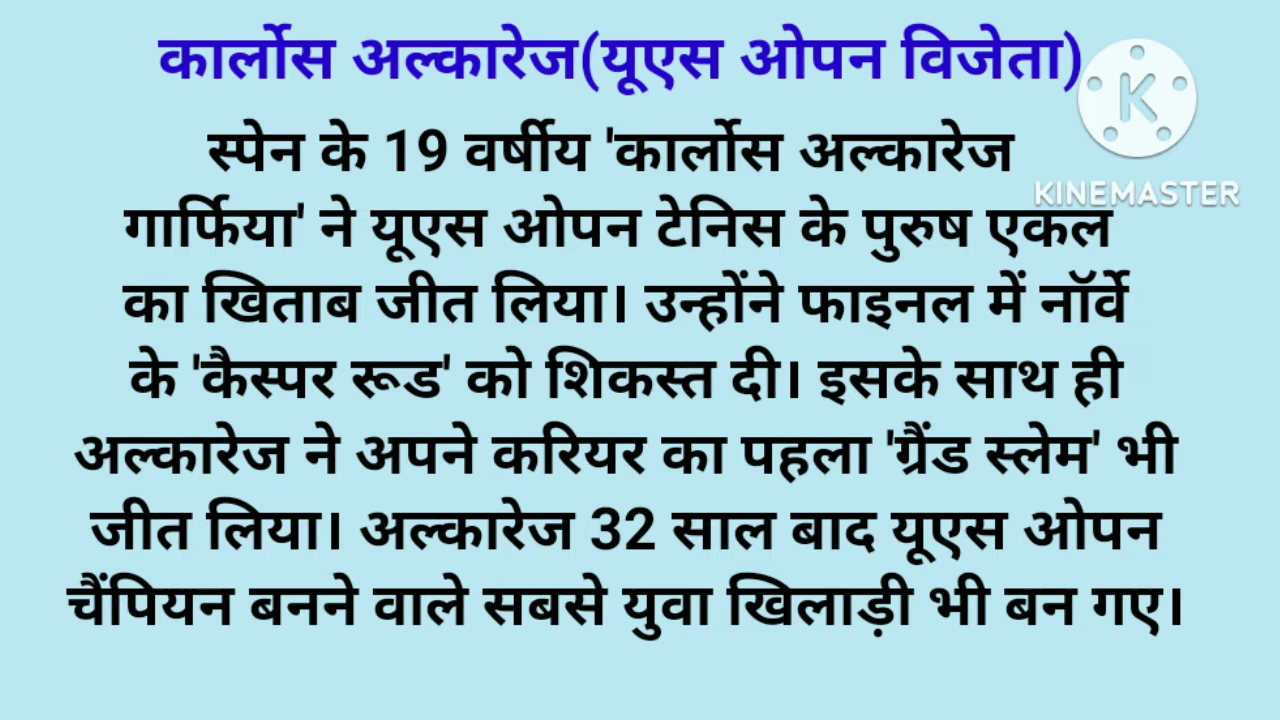 कार्लोस अल्कारेज(यूएस ओपन विजेता)
स्पेन के 19 वर्षीय 'कार्लोस अल्कारेज
गार्फिया' ने यूएस ओपन टेनिस के पुरुष एकल
का खिताब जीत लिया। उन्होंने फाइनल में नॉर्वे
के 'कैस्पर रूड' को शिकस्त दी। इसके साथ ही
अल्कारेज ने अपने करियर का पहला 'ग्रैंड स्लेम' भी
जीत लिया। अल्कारेज 32 साल बाद यूएस ओपन
चैंपियन बनने वाले सबसे युवा खिलाड़ी भी बन गए।
K
KINEMASTER